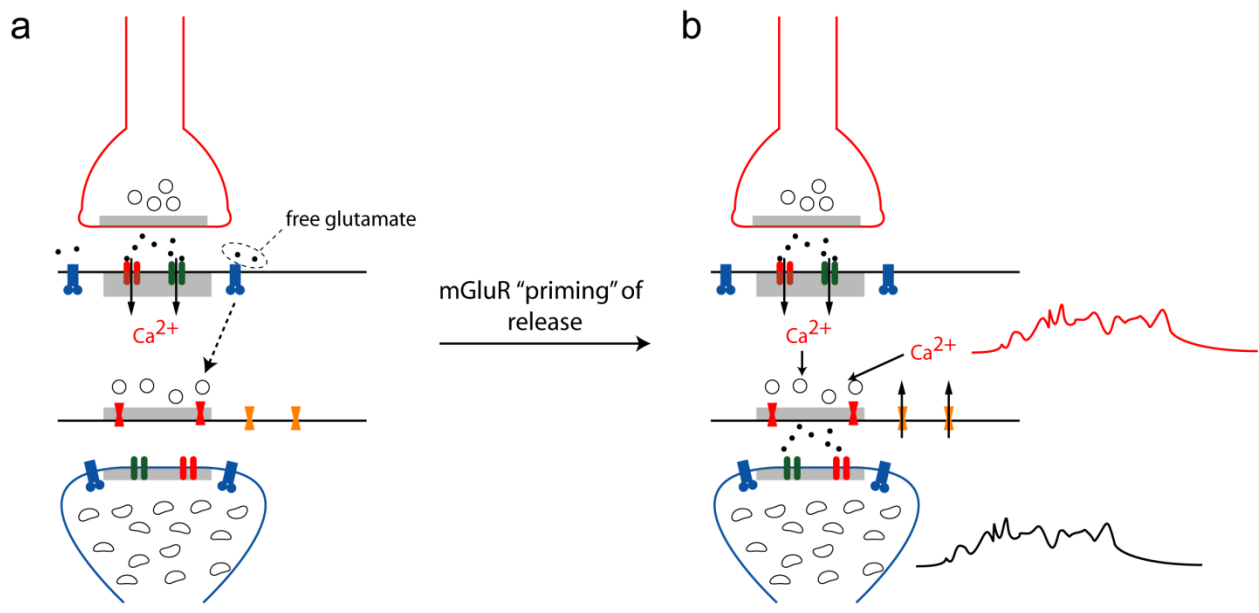 a
b
free glutamate
mGluR “priming” of
release
Ca2+
Ca2+
Ca2+